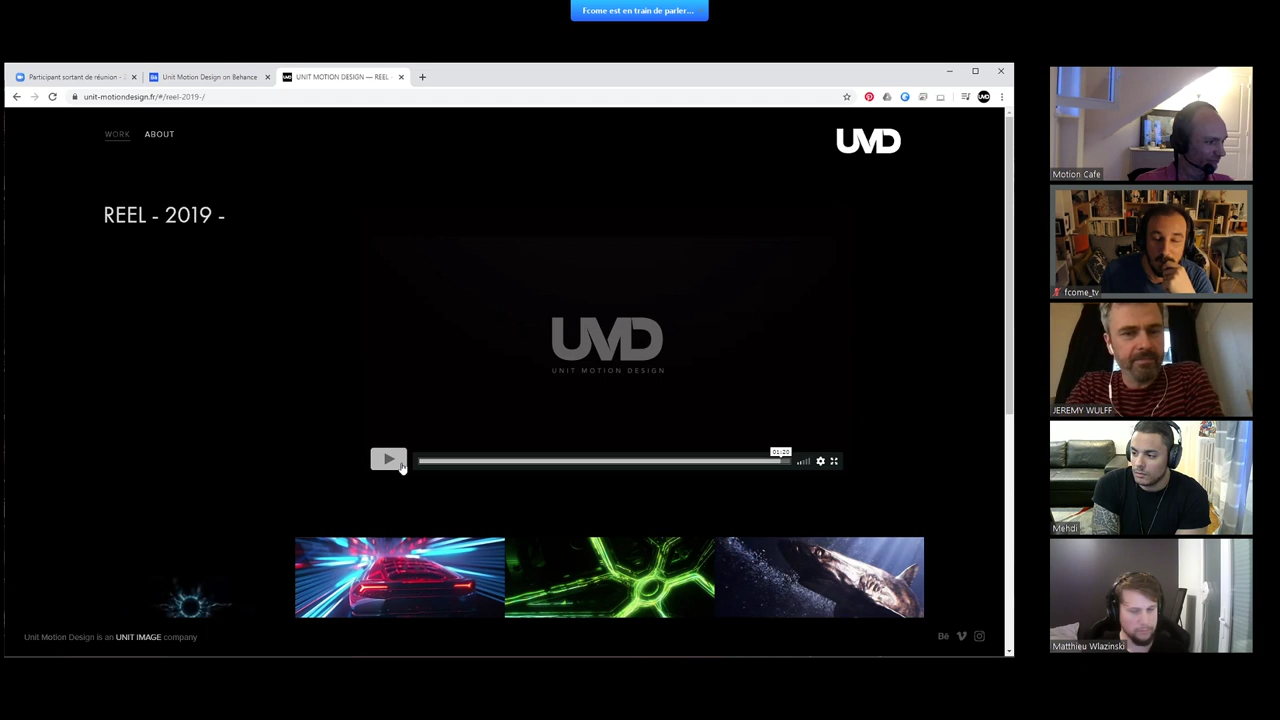 Fcome est en train de parler...
Participant sortant de réunion - Z
Unit Motion Design on Behance
UNIT MOTION DESIGN — REEL -
unit-motiondesign.fr/#/reel-2019-/
UMD
WORK
ABOUT
UMD
REEL - 2019 -
UMD
UNIT MOTION DESIGN
01:20
Unit Motion Design is an UNIT IMAGE company
Bē
Motion Cafe
fcome_tv
JEREMY WULFF
Mehdi
Matthieu Wlazinski